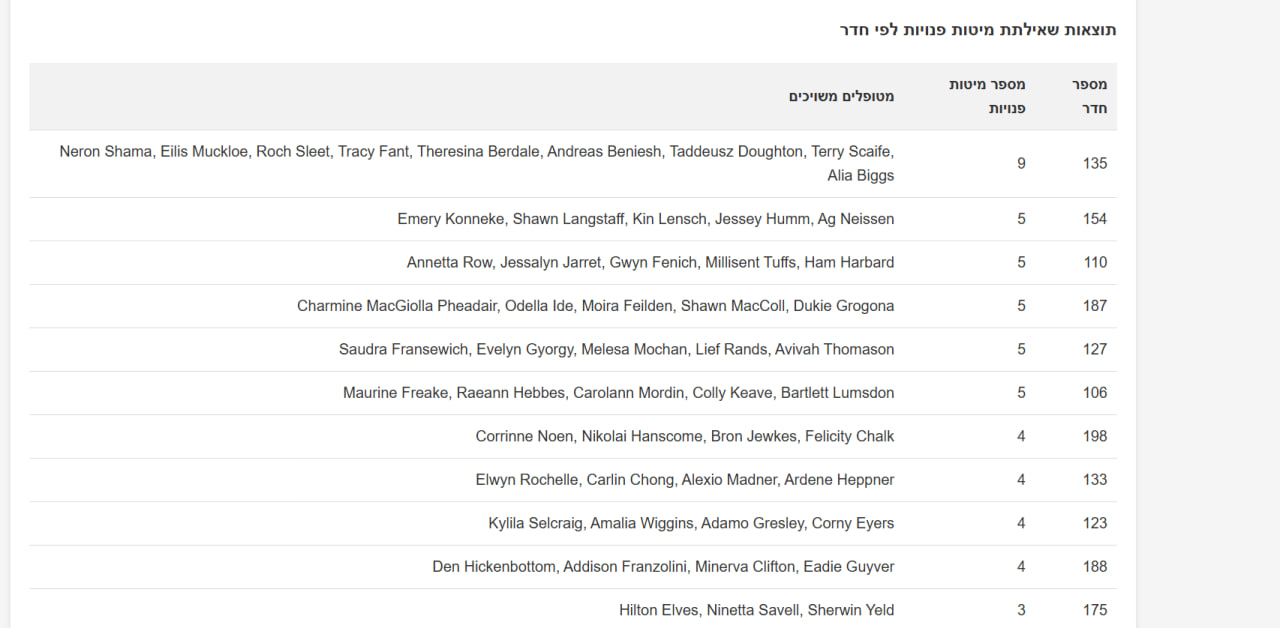 תוצאות שאילתת מיטות פנויות לפי חדר
מספר חדר	מספר מיטות פנויות	מטופלים משויכים
135	9	Neron Shama, Eilis Muckloe, Roch Sleet, Tracy Fant, Theresina Berdale, Andreas Beniesh, Taddeusz Doughton, Terry Scaife,
Alia Biggs
154	5	Emery Konneke, Shawn Langstaff, Kin Lensch, Jessey Humm, Ag Neissen
110	5	Annetta Row, Jessalyn Jarret, Gwyn Fenich, Millisent Tuffs, Ham Harbard
187	5	Charmine MacGiolla Pheadair, Odella Ide, Moira Feilden, Shawn MacColl, Dukie Grogona
127	5	Saudra Fransewich, Evelyn Gyorgy, Melesa Mochan, Lief Rands, Avivah Thomason
106	5	Maurine Freake, Raeann Hebbes, Carolann Mordin, Colly Keave, Bartlett Lumsdon
198	4	Corrinne Noen, Nikolai Hanscome, Bron Jewkes, Felicity Chalk
133	4	Elwyn Rochelle, Carlin Chong, Alexio Madner, Ardene Heppner
123	4	Kylila Selcraig, Amalia Wiggins, Adamo Gresley, Corny Eyers
188	4	Den Hickenbottom, Addison Franzolini, Minerva Clifton, Eadie Guyver
175	3	Hilton Elves, Ninetta Savell, Sherwin Yeld